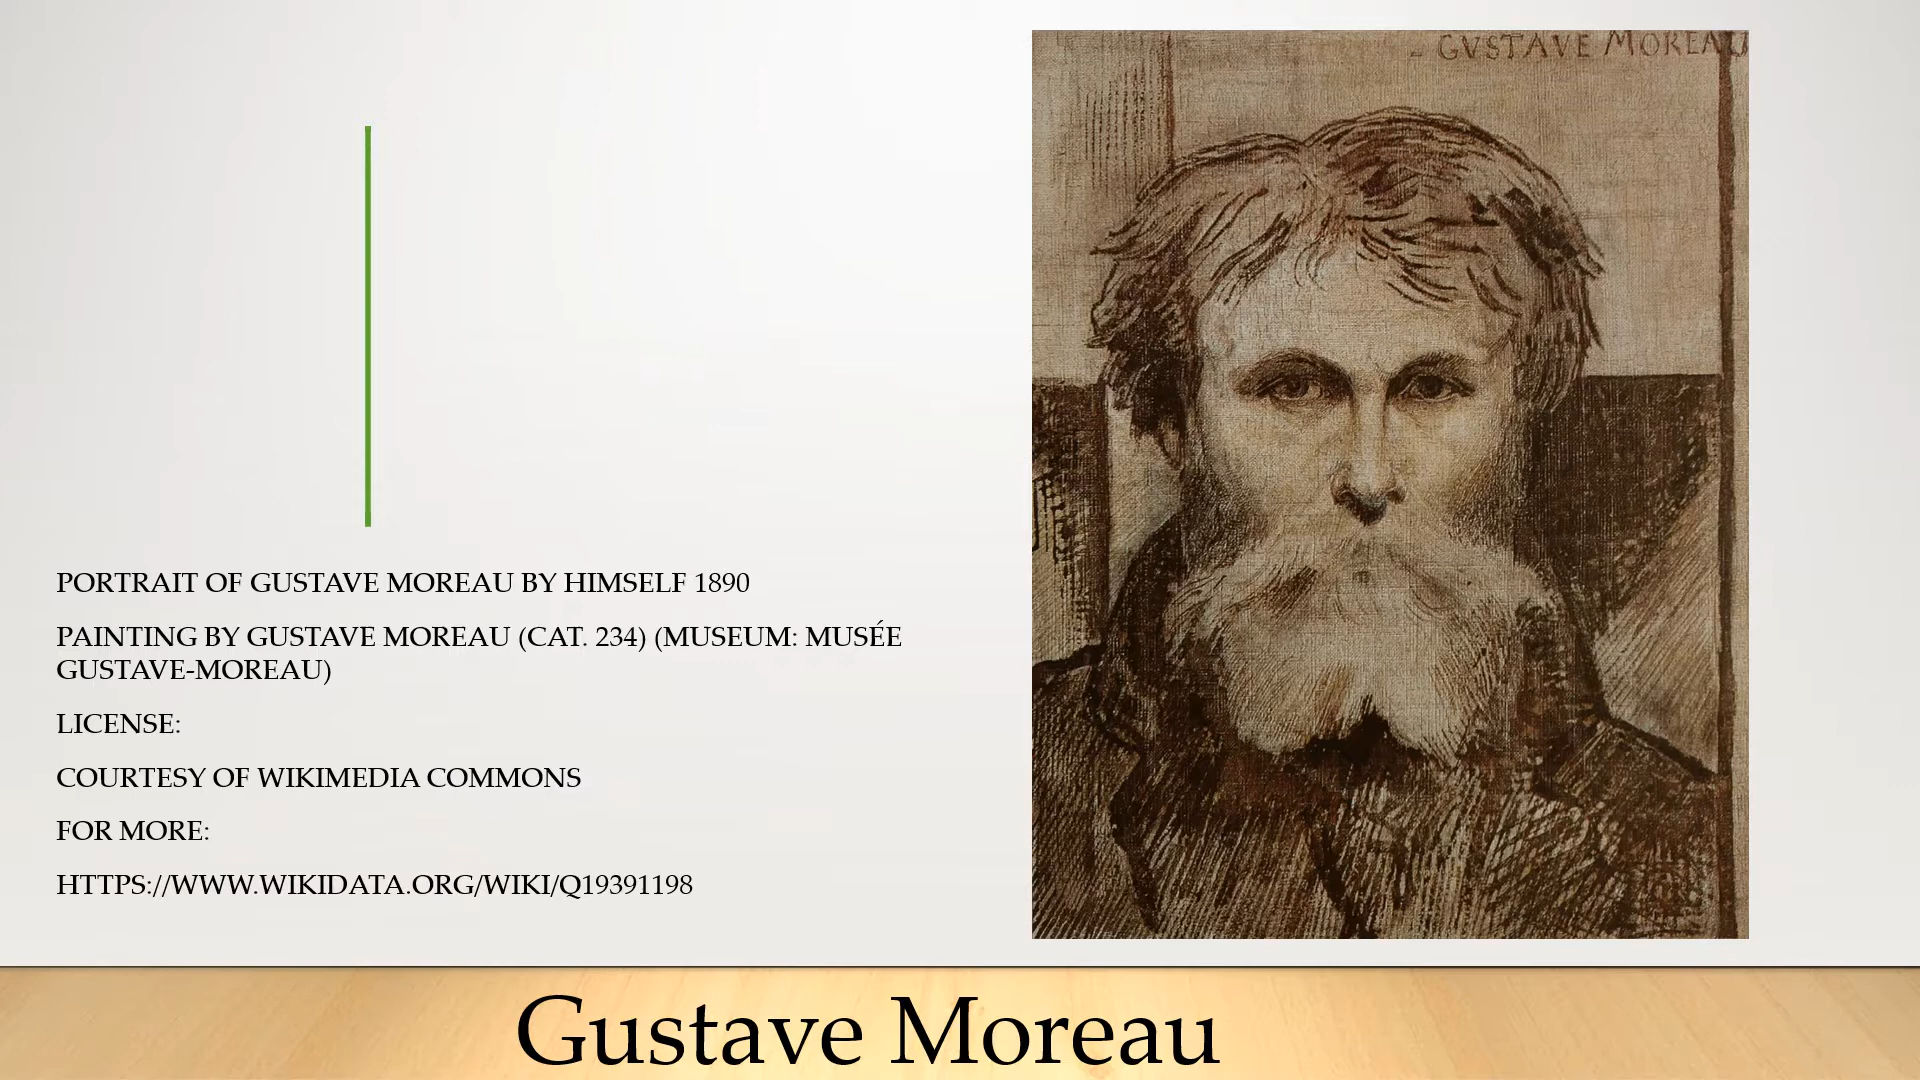 GVSTAVE MOREAU
PORTRAIT OF GUSTAVE MOREAU BY HIMSELF 1890
PAINTING BY GUSTAVE MOREAU (CAT. 234) (MUSEUM: MUSÉE
GUSTAVE-MOREAU)
LICENSE:
COURTESY OF WIKIMEDIA COMMONS
FOR MORE:
HTTPS://WWW.WIKIDATA.ORG/WIKI/Q19391198
Gustave Moreau